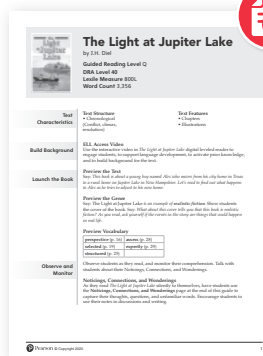 The Light at Jupiter Lake
by J.H. Diel
Guided Reading Level Q
DRA Level 40
Lexile Measure 800L
Word Count 3,356
Text
Characteristics
Text Structure
• Chronological
(Conflict, climax,
resolution)
Text Features
• Chapters
• Illustrations
Build Background
ELL Access Video
Use the interactive video in The Light at Jupiter Lake digital leveled reader to
engage students, to support language development, to activate prior knowledge,
and to build background for the text.
Launch the Book
Preview the Text
Say: This book is about a young boy named Alec who moves from his city home in Texas
to a rural home on Jupiter Lake in New Hampshire. Let's read to find out what happens
to Alec as he tries to adjust to his new home.
Preview the Genre
Say: The Light at Jupiter Lake is an example of realistic fiction. Show students
the cover of the book. Say: What about this cover tells you that this book is realistic
fiction? As you read, ask yourself if the events in the story are things that could happen
in real life.
Preview Vocabulary
perspective (p. 16) assess (p. 28)
selected (p. 19) expertly (p. 29)
structured (p. 29)
Observe and
Monitor
Observe students as they read, and monitor their comprehension. Talk with
students about their Noticings, Connections, and Wonderings.
Noticings, Connections, and Wonderings
As they read The Light at Jupiter Lake silently to themselves, have students use
the Noticings, Connections, and Wonderings page at the end of this guide to
capture their thoughts, questions, and unfamiliar words. Encourage students to
use their notes in discussions and writing.
Pearson © Copyright 2020
1